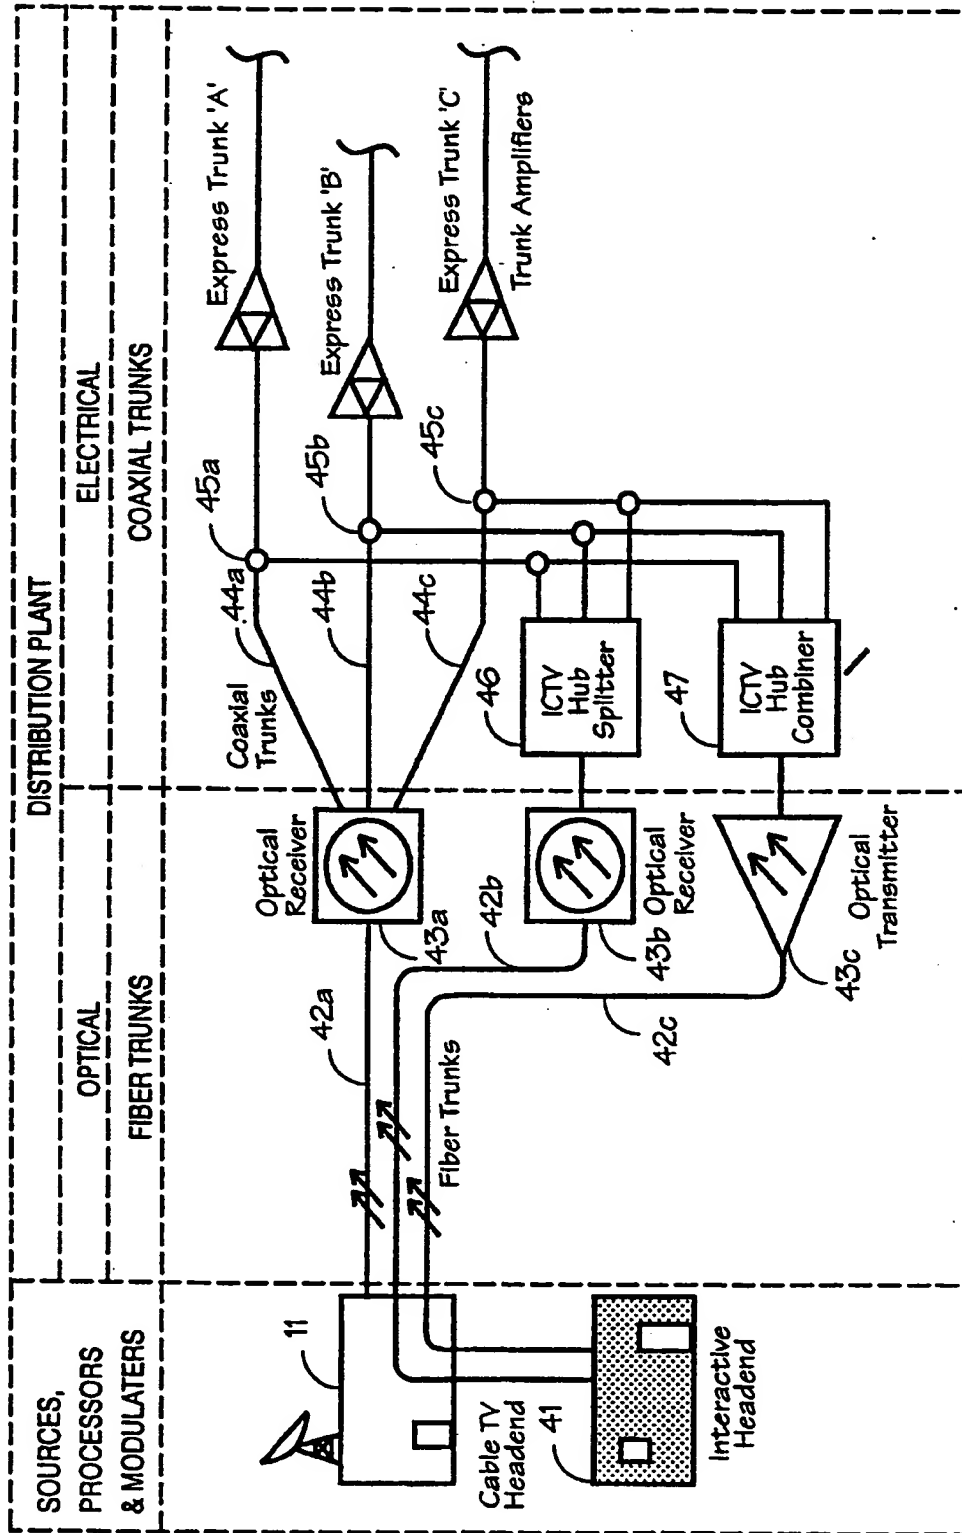 SOURCES,
PROCESSORS
& MODULATERS
DISTRIBUTION PLANT
OPTICAL
ELECTRICAL
FIBER TRUNKS
COAXIAL TRUNKS
11
Cable TV
Headend
41
Interactive
Headend
42a
Fiber Trunks
42b
42c
Optical
Receiver
43a
Optical
Receiver
43b
Optical
Transmitter
43c
Coaxial
Trunks
44a
44b
44c
45a
45b
45c
46
ICTV
Hub
Splitter
47
ICTV
Hub
Combiner
Express Trunk 'A'
Express Trunk 'B'
Express Trunk 'C'
Trunk Amplifiers